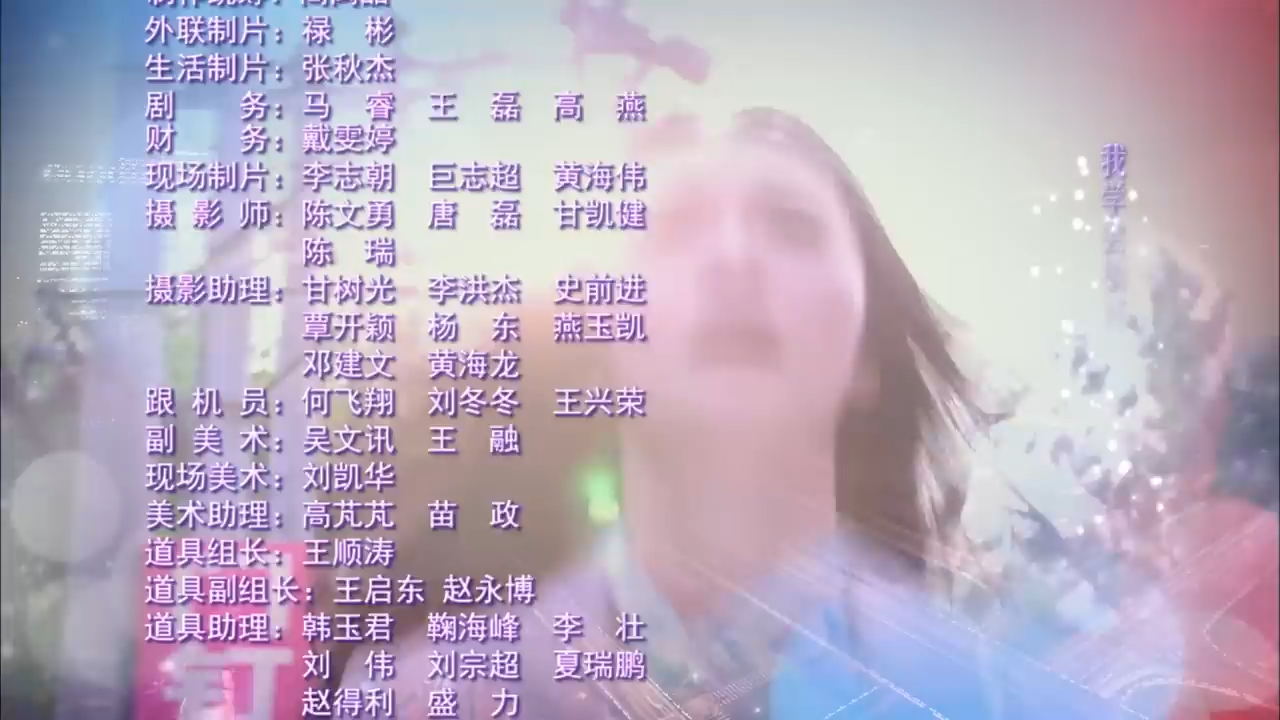 外联制片：禄　彬
生活制片：张秋杰
剧　　务：马　睿　王　磊　高　燕
财　　务：戴雯婷
现场制片：李志朝　巨志超　黄海伟
摄 影 师：陈文勇　唐　磊　甘凯健
陈　瑞
摄影助理：甘树光　李洪杰　史前进
覃开颖　杨　东　燕玉凯
邓建文　黄海龙
跟 机 员：何飞翔　刘冬冬　王兴荣
副 美 术：吴文讯　王　融
现场美术：刘凯华
美术助理：高芃芃　苗　政
道具组长：王顺涛
道具副组长：王启东 赵永博
道具助理：韩玉君　鞠海峰　李　壮
刘　伟　刘宗超　夏瑞鹏
赵得利　盛　力
我学会
钉